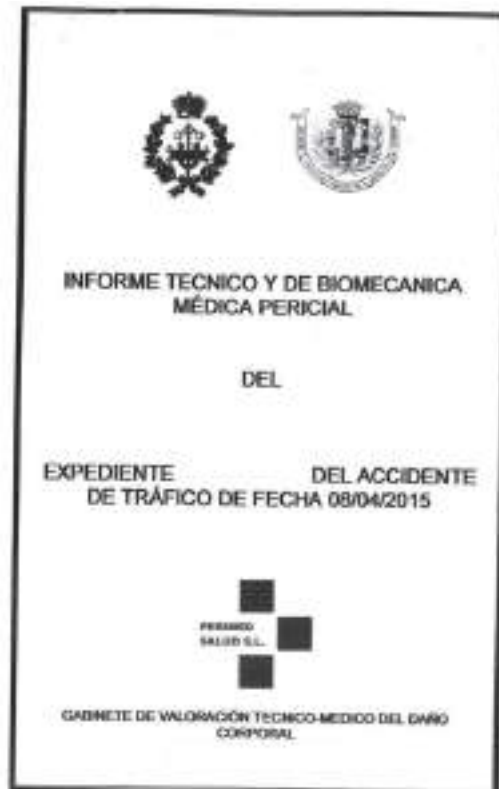 INFORME TECNICO Y DE BIOMECANICA
MÉDICA PERICIAL
DEL
EXPEDIENTE DEL ACCIDENTE
DE TRÁFICO DE FECHA 08/04/2015
SALUD S.L.
GABINETE DE VALORACIÓN TECNICO-MEDICO DEL DAÑO
CORPORAL